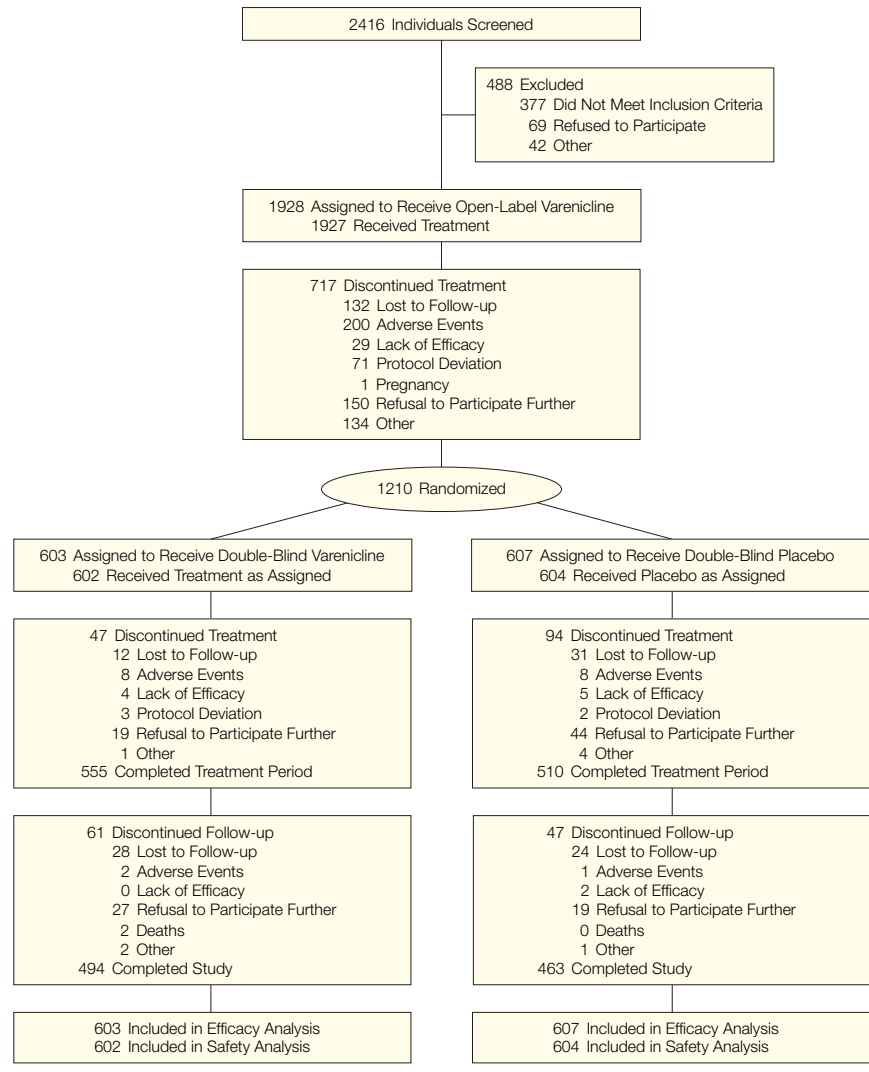 2416 Individuals Screened
488 Excluded
377 Did Not Meet Inclusion Criteria
69 Refused to Participate
42 Other
1928 Assigned to Receive Open-Label Varenicline
1927 Received Treatment
717 Discontinued Treatment
132 Lost to Follow-up
200 Adverse Events
29 Lack of Efficacy
71 Protocol Deviation
1 Pregnancy
150 Refusal to Participate Further
134 Other
1210 Randomized
603 Assigned to Receive Double-Blind Varenicline
602 Received Treatment as Assigned
47 Discontinued Treatment
12 Lost to Follow-up
8 Adverse Events
4 Lack of Efficacy
3 Protocol Deviation
19 Refusal to Participate Further
1 Other
555 Completed Treatment Period
61 Discontinued Follow-up
28 Lost to Follow-up
2 Adverse Events
0 Lack of Efficacy
27 Refusal to Participate Further
2 Deaths
2 Other
494 Completed Study
603 Included in Efficacy Analysis
602 Included in Safety Analysis
607 Assigned to Receive Double-Blind Placebo
604 Received Placebo as Assigned
94 Discontinued Treatment
31 Lost to Follow-up
8 Adverse Events
5 Lack of Efficacy
2 Protocol Deviation
44 Refusal to Participate Further
4 Other
510 Completed Treatment Period
47 Discontinued Follow-up
24 Lost to Follow-up
1 Adverse Events
2 Lack of Efficacy
19 Refusal to Participate Further
0 Deaths
1 Other
463 Completed Study
607 Included in Efficacy Analysis
604 Included in Safety Analysis